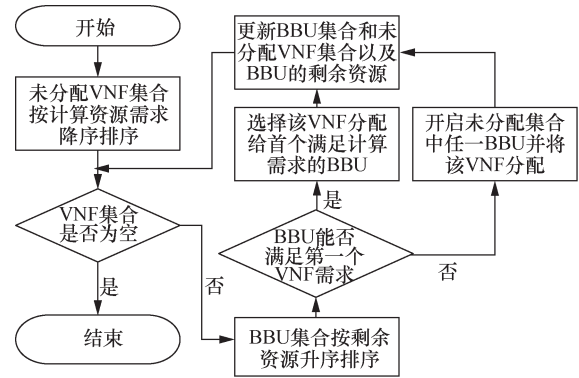 开始
未分配VNF集合
按计算资源需求
降序排序
VNF集合
是否为空
是
结束
否
BBU集合按剩余
资源升序排序
BBU能否
满足第一个
VNF需求
是
选择该VNF分配
给首个满足计算
需求的BBU
否
开启未分配集合
中任一BBU并将
该VNF分配
更新BBU集合和未
分配VNF集合以及
BBU的剩余资源